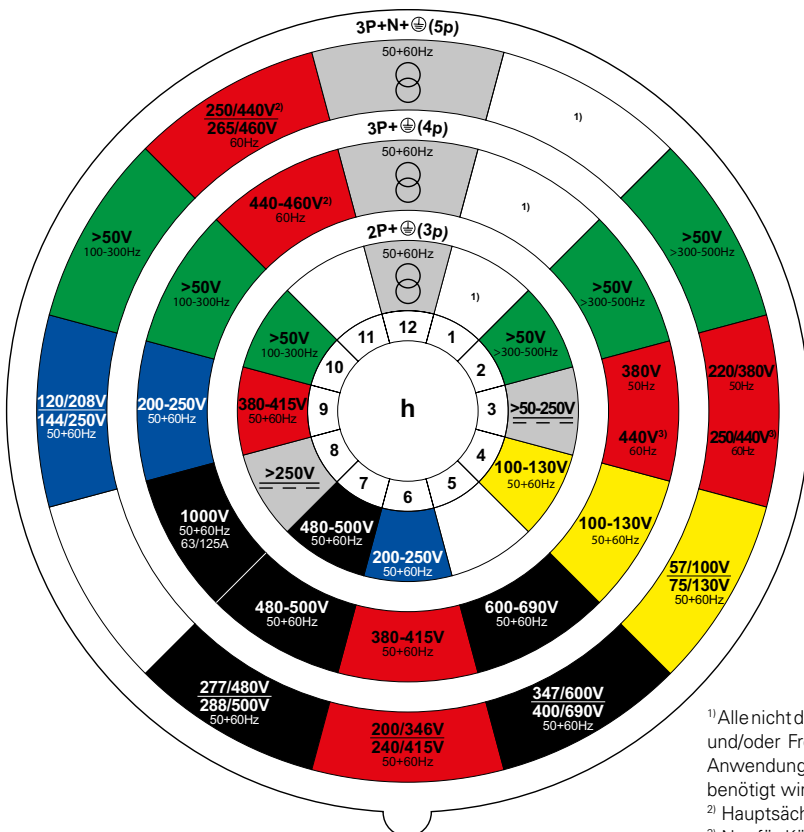 3P+N+⏚(5p)
50+60Hz
1)
>50V
>300-500Hz
220/380V
50Hz
250/440V³⁾
60Hz
57/100V
75/130V
50+60Hz
347/600V
400/690V
50+60Hz
200/346V
240/415V
50+60Hz
277/480V
288/500V
50+60Hz
120/208V
144/250V
50+60Hz
>50V
100-300Hz
250/440V²⁾
265/460V
60Hz
3P+⏚(4p)
50+60Hz
1)
>50V
>300-500Hz
380V
50Hz
440V³⁾
60Hz
100-130V
50+60Hz
600-690V
50+60Hz
380-415V
50+60Hz
480-500V
50+60Hz
1000V
50+60Hz
63/125A
200-250V
50+60Hz
>50V
100-300Hz
440-460V²⁾
60Hz
2P+⏚(3p)
50+60Hz
1)
>50V
>300-500Hz
>50-250V
100-130V
50+60Hz
200-250V
50+60Hz
480-500V
50+60Hz
>250V
380-415V
50+60Hz
>50V
100-300Hz
12
1
2
3
4
5
6
7
8
9
10
11
h
¹⁾ Alle nicht d
und/oder Fre
Anwendung
benötigt wir
²⁾ Hauptsäch